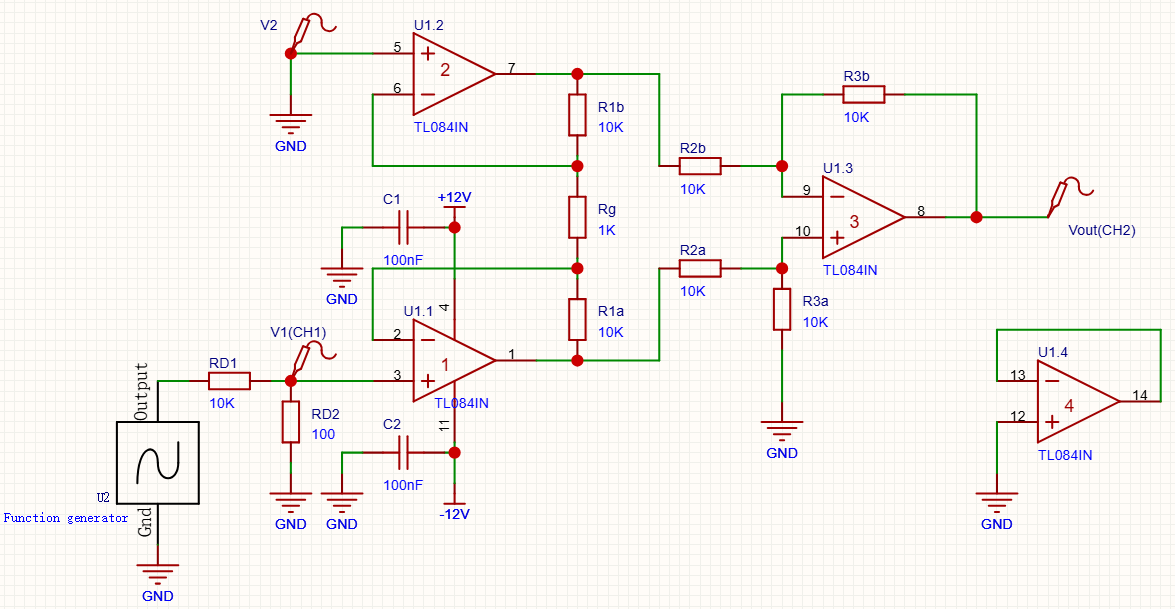 V2
U1.2
5
+
2
7
6
−
TL084IN
GND
R1b
10K
R3b
10K
R2b
10K
U1.3
9
−
3
8
10
+
TL084IN
Vout(CH2)
C1
+12V
100nF
GND
Rg
1K
R2a
10K
R3a
10K
GND
U1.1
4
2
−
1
1
3
+
TL084IN
11
R1a
10K
V1(CH1)
RD1
10K
RD2
100
GND
C2
100nF
GND
-12V
Output
U2
Function generator
Gnd
GND
U1.4
13
−
4
14
12
+
TL084IN
GND